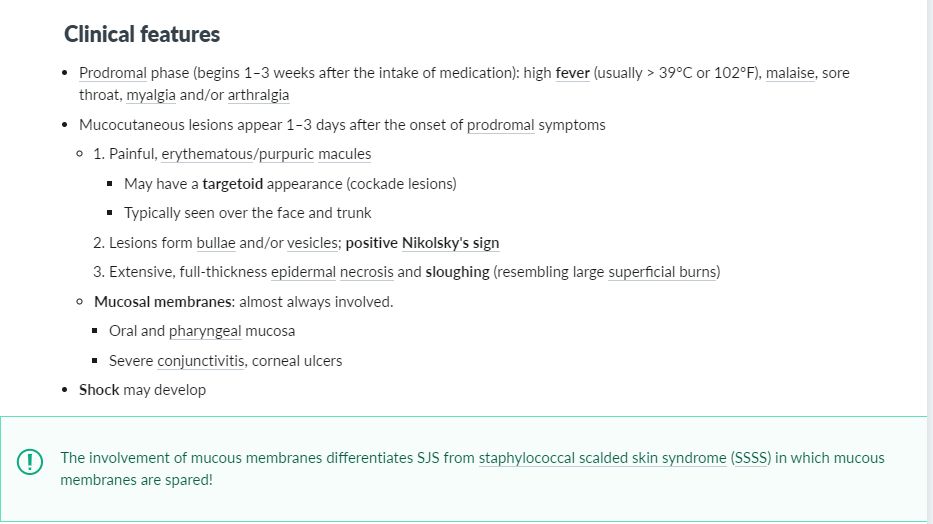 Clinical features
• Prodromal phase (begins 1–3 weeks after the intake of medication): high fever (usually > 39°C or 102°F), malaise, sore
throat, myalgia and/or arthralgia
• Mucocutaneous lesions appear 1–3 days after the onset of prodromal symptoms
1. Painful, erythematous/purpuric macules
May have a targetoid appearance (cockade lesions)
Typically seen over the face and trunk
2. Lesions form bullae and/or vesicles; positive Nikolsky's sign
3. Extensive, full-thickness epidermal necrosis and sloughing (resembling large superficial burns)
Mucosal membranes: almost always involved.
Oral and pharyngeal mucosa
Severe conjunctivitis, corneal ulcers
• Shock may develop
The involvement of mucous membranes differentiates SJS from staphylococcal scalded skin syndrome (SSSS) in which mucous
membranes are spared!